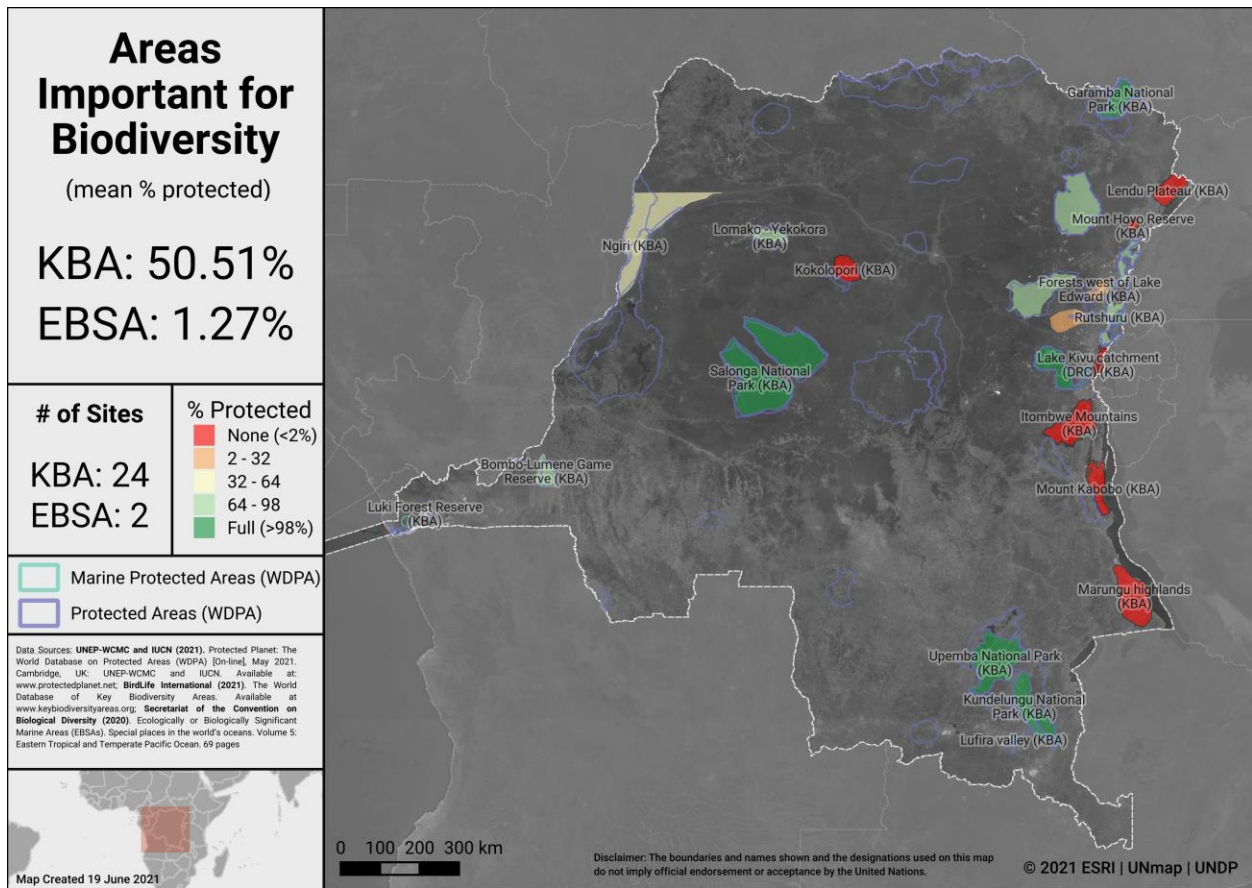 Areas
Important for
Biodiversity
(mean % protected)
KBA: 50.51%
EBSA: 1.27%
# of Sites
KBA: 24
EBSA: 2
% Protected
None (<2%)
2 - 32
32 - 64
64 - 98
Full (>98%)
Marine Protected Areas (WDPA)
Protected Areas (WDPA)
Data Sources: UNEP-WCMC and IUCN (2021). Protected Planet: The
World Database on Protected Areas (WDPA) [On-line], May 2021.
Cambridge, UK: UNEP-WCMC and IUCN. Available at:
www.protectedplanet.net; BirdLife International (2021). The World
Database of Key Biodiversity Areas. Available at
www.keybiodiversityareas.org; Secretariat of the Convention on
Biological Diversity (2020). Ecologically or Biologically Significant
Marine Areas (EBSAs). Special places in the world's oceans. Volume 5:
Eastern Tropical and Temperate Pacific Ocean. 69 pages
Map Created 19 June 2021
Garamba National
Park (KBA)
Lendu Plateau (KBA)
Mount Hoyo Reserve
(KBA)
Ngiri (KBA)
Lomako - Yekokora
(KBA)
Kokolopori (KBA)
Forests west of Lake
Edward (KBA)
Rutshuru (KBA)
Lake Kivu catchment
(DRC) (KBA)
Salonga National
Park (KBA)
Itombwe Mountains
(KBA)
Bombo-Lumene Game
Reserve (KBA)
Mount Kabobo (KBA)
Luki Forest Reserve
(KBA)
Marungu highlands
(KBA)
Upemba National Park
(KBA)
Kundelungu National
Park (KBA)
Lufira valley (KBA)
0 100 200 300 km
Disclaimer: The boundaries and names shown and the designations used on this map
do not imply official endorsement or acceptance by the United Nations.
© 2021 ESRI | UNmap | UNDP